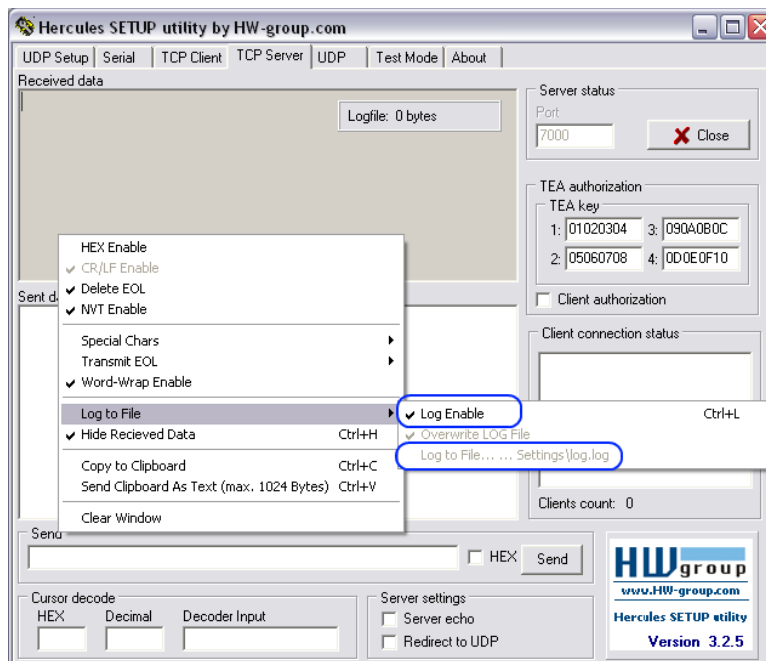 Hercules SETUP utility by HW-group.com
UDP Setup Serial TCP Client TCP Server UDP Test Mode About
Received data
Logfile: 0 bytes
Server status
Port
7000 Close
TEA authorization
TEA key
1: 01020304 3: 090A0B0C
2: 05060708 4: 0D0E0F10
Client authorization
HEX Enable
CR/LF Enable
Delete EOL
NVT Enable
Special Chars
Transmit EOL
Word-Wrap Enable
Log to File
Hide Recieved Data Ctrl+H
Copy to Clipboard Ctrl+C
Send Clipboard As Text (max. 1024 Bytes) Ctrl+V
Clear Window
Log Enable Ctrl+L
Overwrite LOG File
Log to File... ... Settings\log.log
Sent d
Client connection status
Clients count: 0
Send
HEX Send
Cursor decode
HEX Decimal Decoder Input
Server settings
Server echo
Redirect to UDP
HW group
www.HW-group.com
Hercules SETUP utility
Version 3.2.5